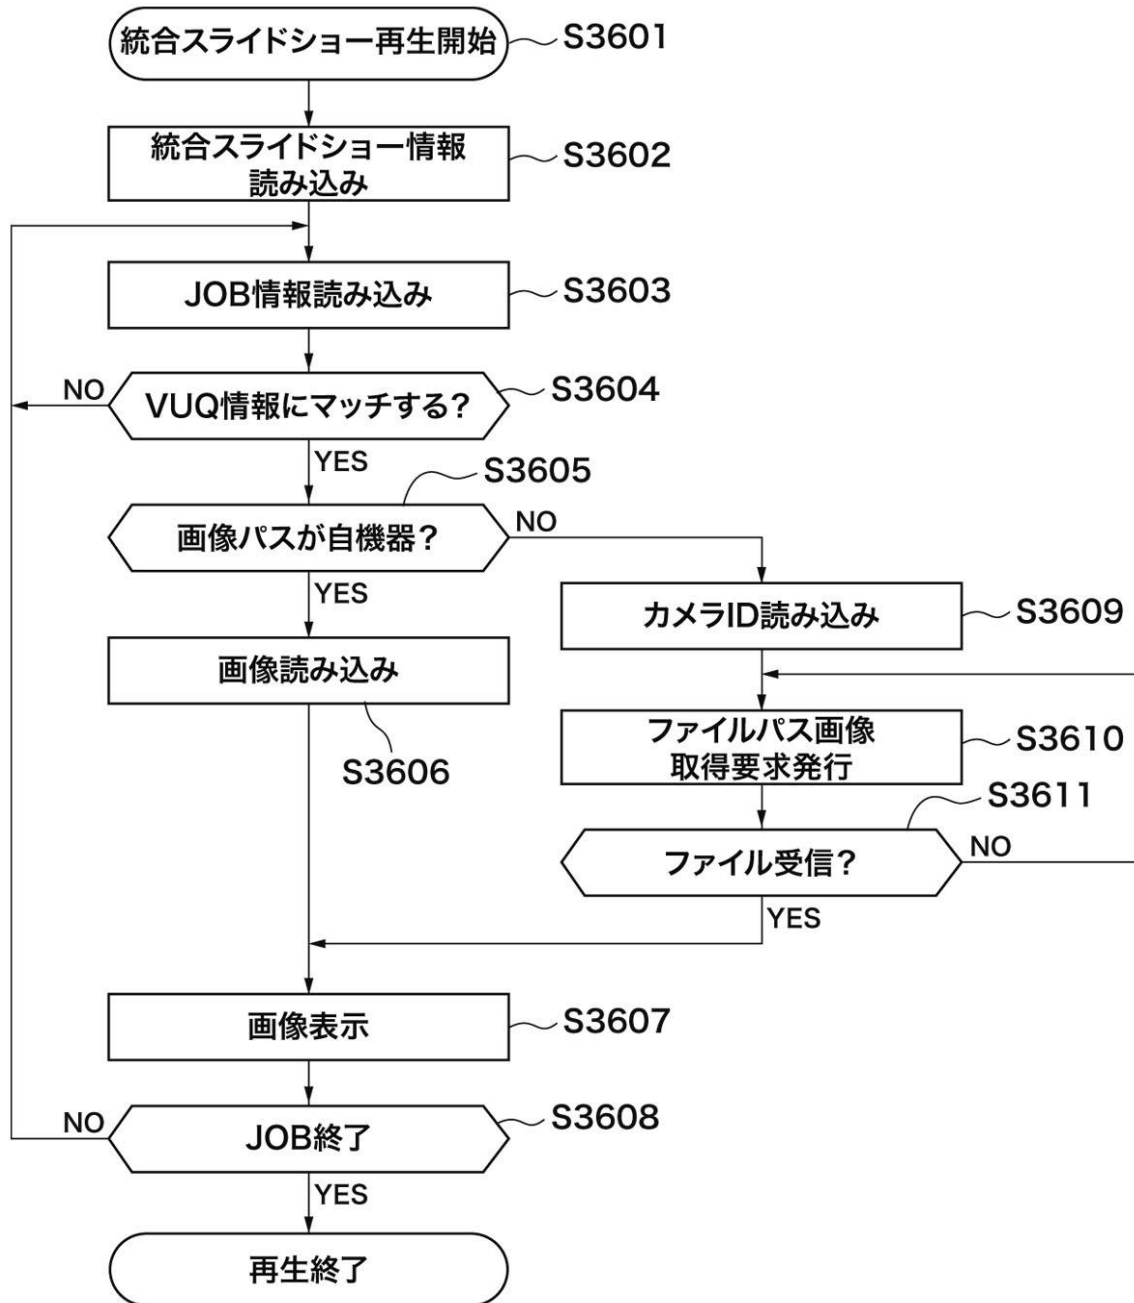 統合スライドショー再生開始
S3601
統合スライドショー情報
読み込み
S3602
JOB情報読み込み
S3603
NO
VUQ情報にマッチする?
S3604
YES
S3605
画像パスが自機器?
NO
YES
カメラID読み込み
S3609
画像読み込み
S3606
ファイルパス画像
取得要求発行
S3610
S3611
ファイル受信?
NO
YES
画像表示
S3607
NO
JOB終了
S3608
YES
再生終了